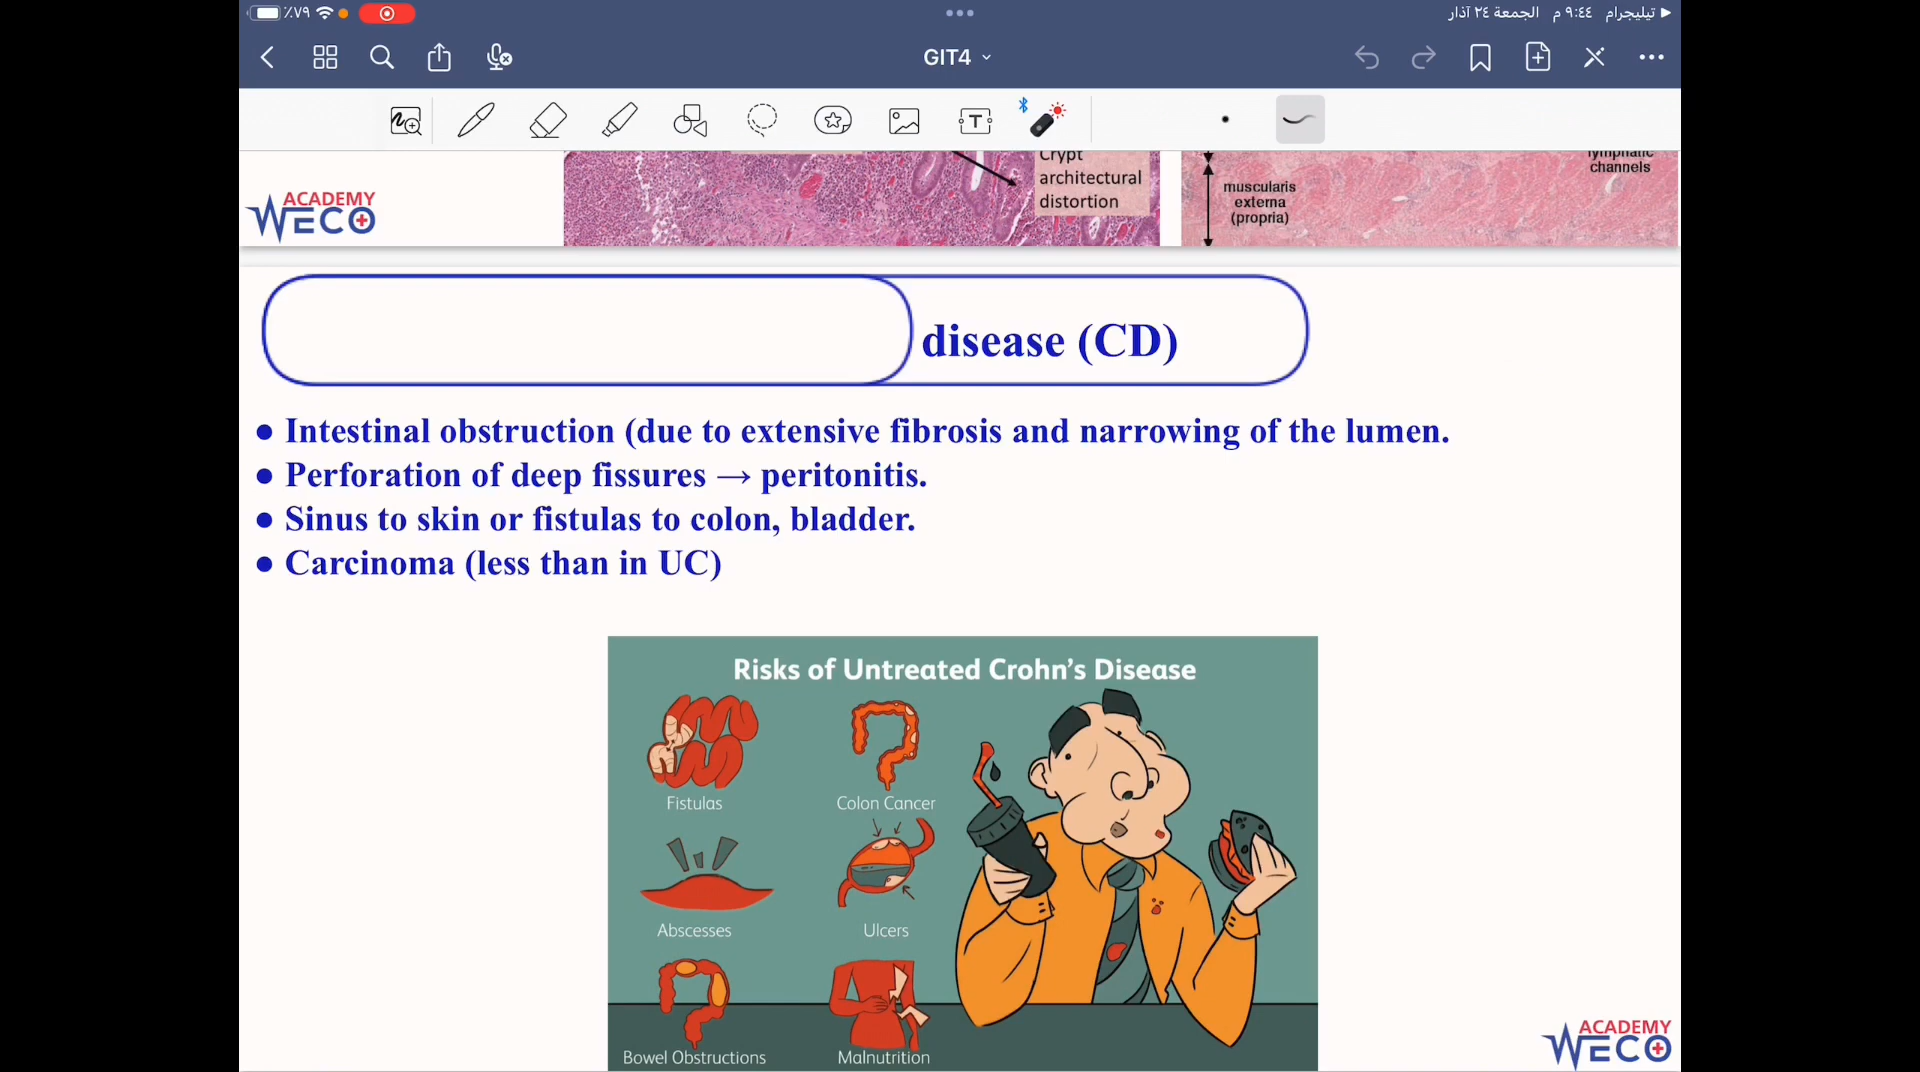 ٪٧٩
◀ تيليجرام ٩:٤٤ م الجمعة ٢٤ آذار
GIT4
T
Crypt
architectural
distortion
muscularis
externa
(propria)
lymphatic
channels
ACADEMY
WECO
disease (CD)
● Intestinal obstruction (due to extensive fibrosis and narrowing of the lumen.
● Perforation of deep fissures → peritonitis.
● Sinus to skin or fistulas to colon, bladder.
● Carcinoma (less than in UC)
Risks of Untreated Crohn's Disease
Fistulas
Colon Cancer
Abscesses
Ulcers
Bowel Obstructions
Malnutrition
ACADEMY
WECO